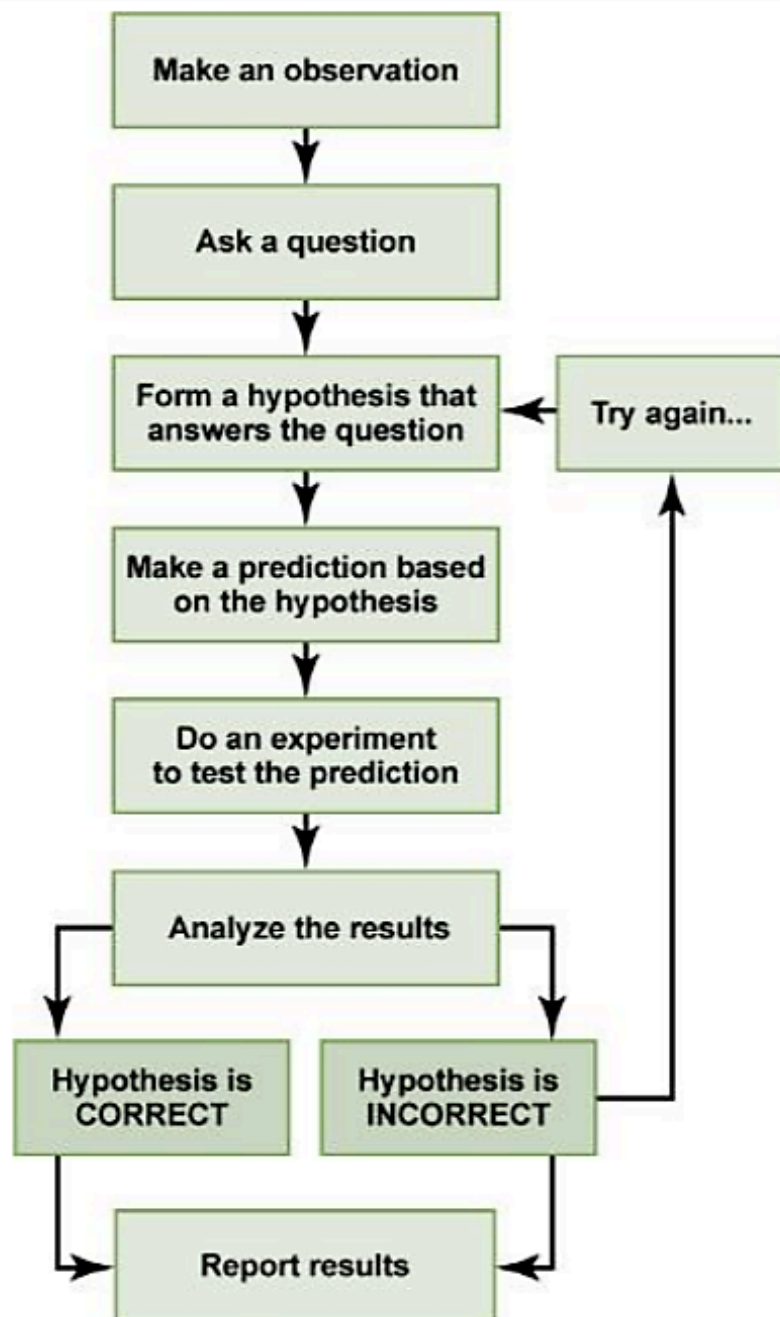 Make an observation
Ask a question
Form a hypothesis that
answers the question
Try again...
Make a prediction based
on the hypothesis
Do an experiment
to test the prediction
Analyze the results
Hypothesis is
CORRECT
Hypothesis is
INCORRECT
Report results